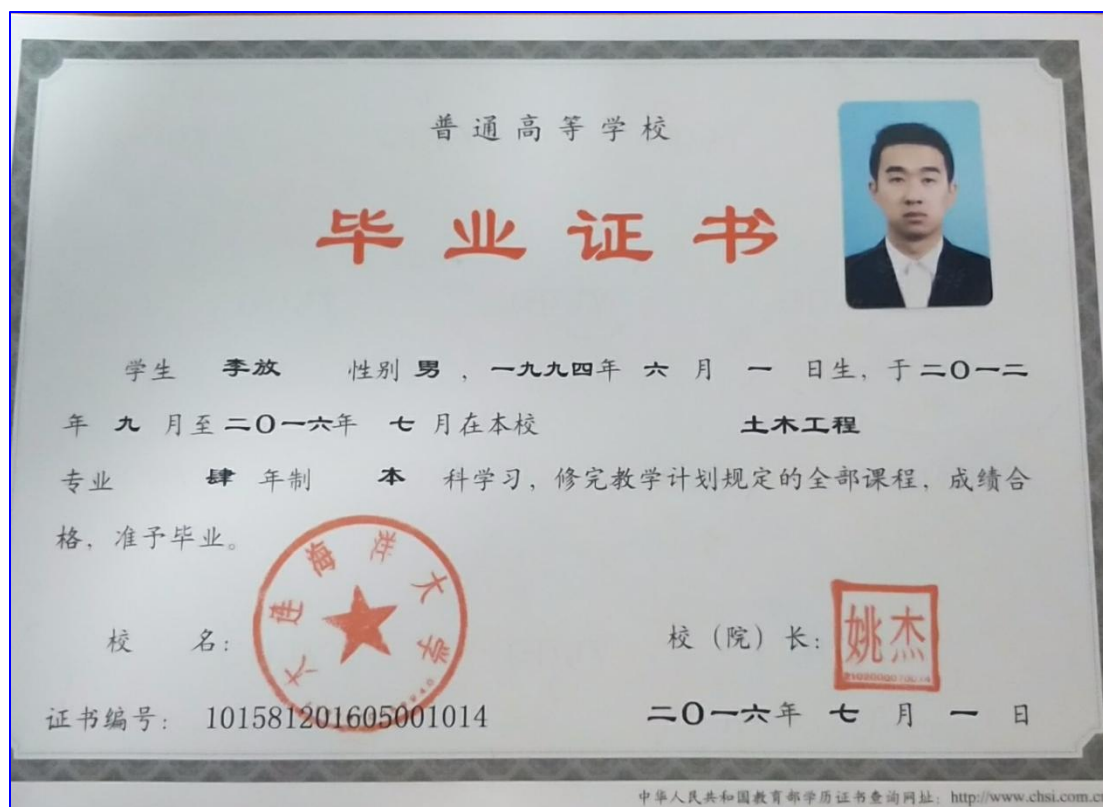 普通高等学校
毕业证书
学生 李放 性别 男 ，一九九四年 六 月 一 日生，于二〇一二
年 九 月至二〇一六年 七 月在本校 土木工程
专业 肆 年制 本 科学习，修完教学计划规定的全部课程，成绩合
格，准予毕业。
大连海洋大学
校 名：
校（院）长：
姚杰
证书编号： 101581201605001014
二〇一六年 七 月 一 日
中华人民共和国教育部学历证书查询网址：http://www.chsi.com.c